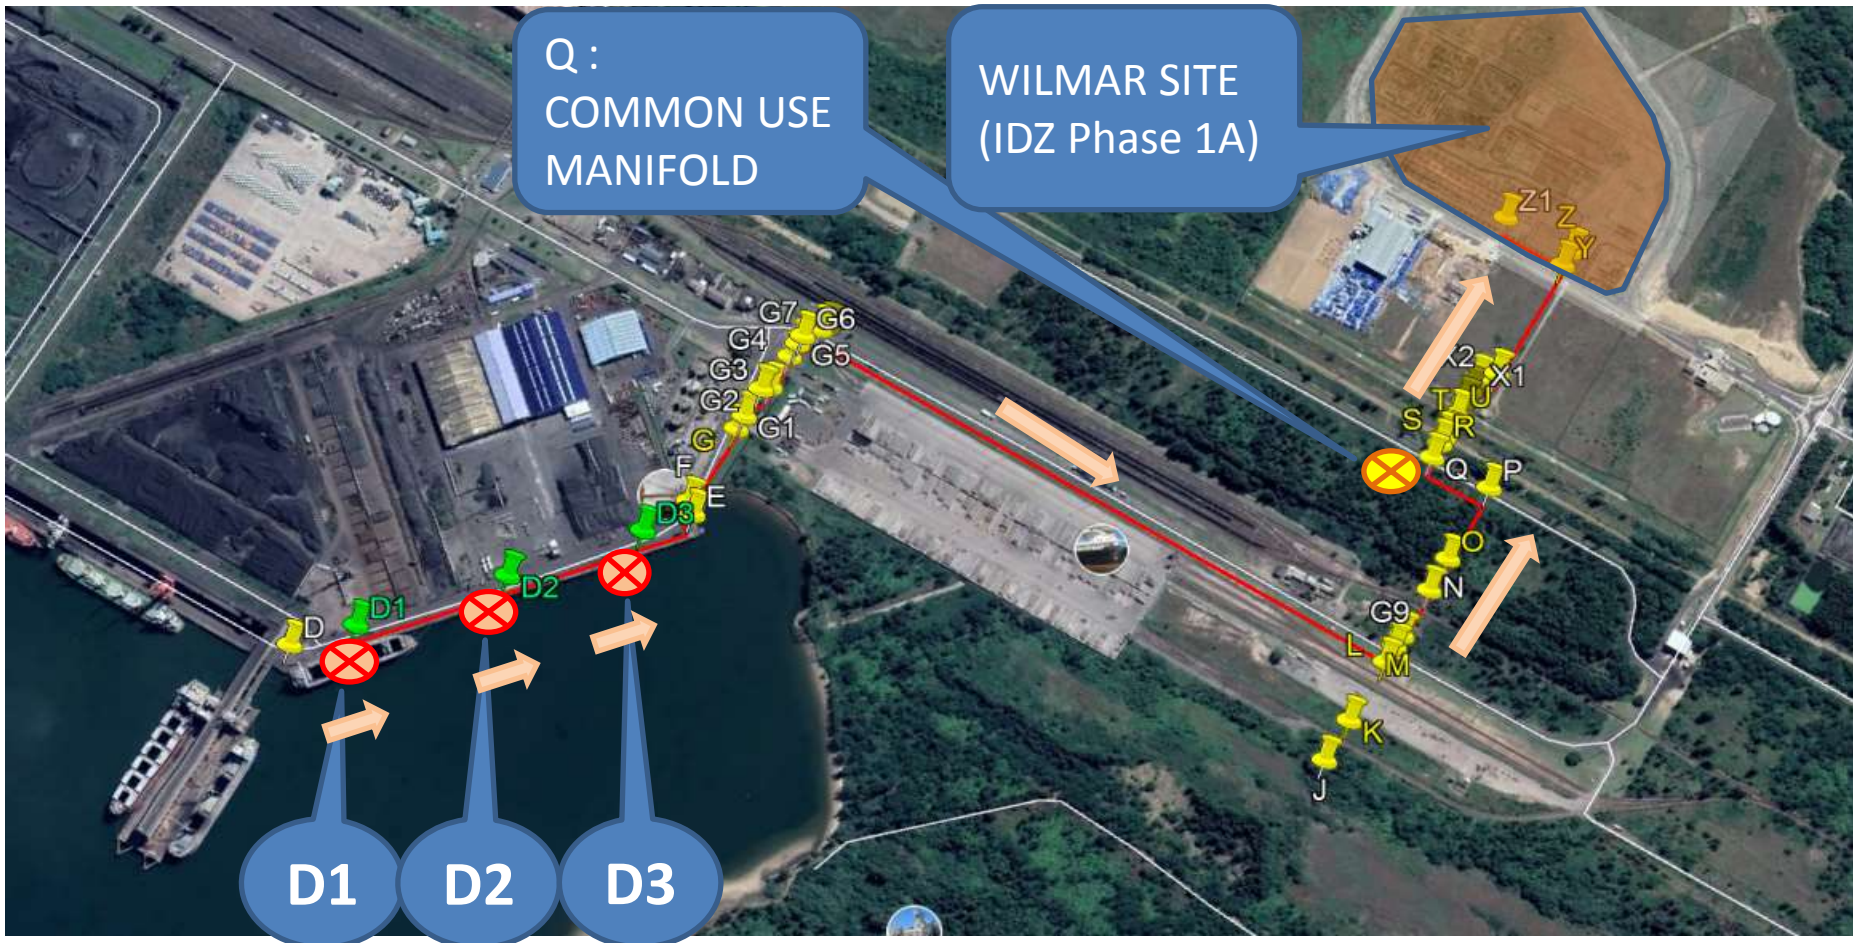 Q :
COMMON USE
MANIFOLD
WILMAR SITE
(IDZ Phase 1A)
Z1
Z
Y
G7
G6
G4
G5
G3
X2
X1
G2
T
U
G1
S
R
G
F
Q
P
E
D3
O
D2
N
D1
G9
D
L
M
K
J
D1
D2
D3